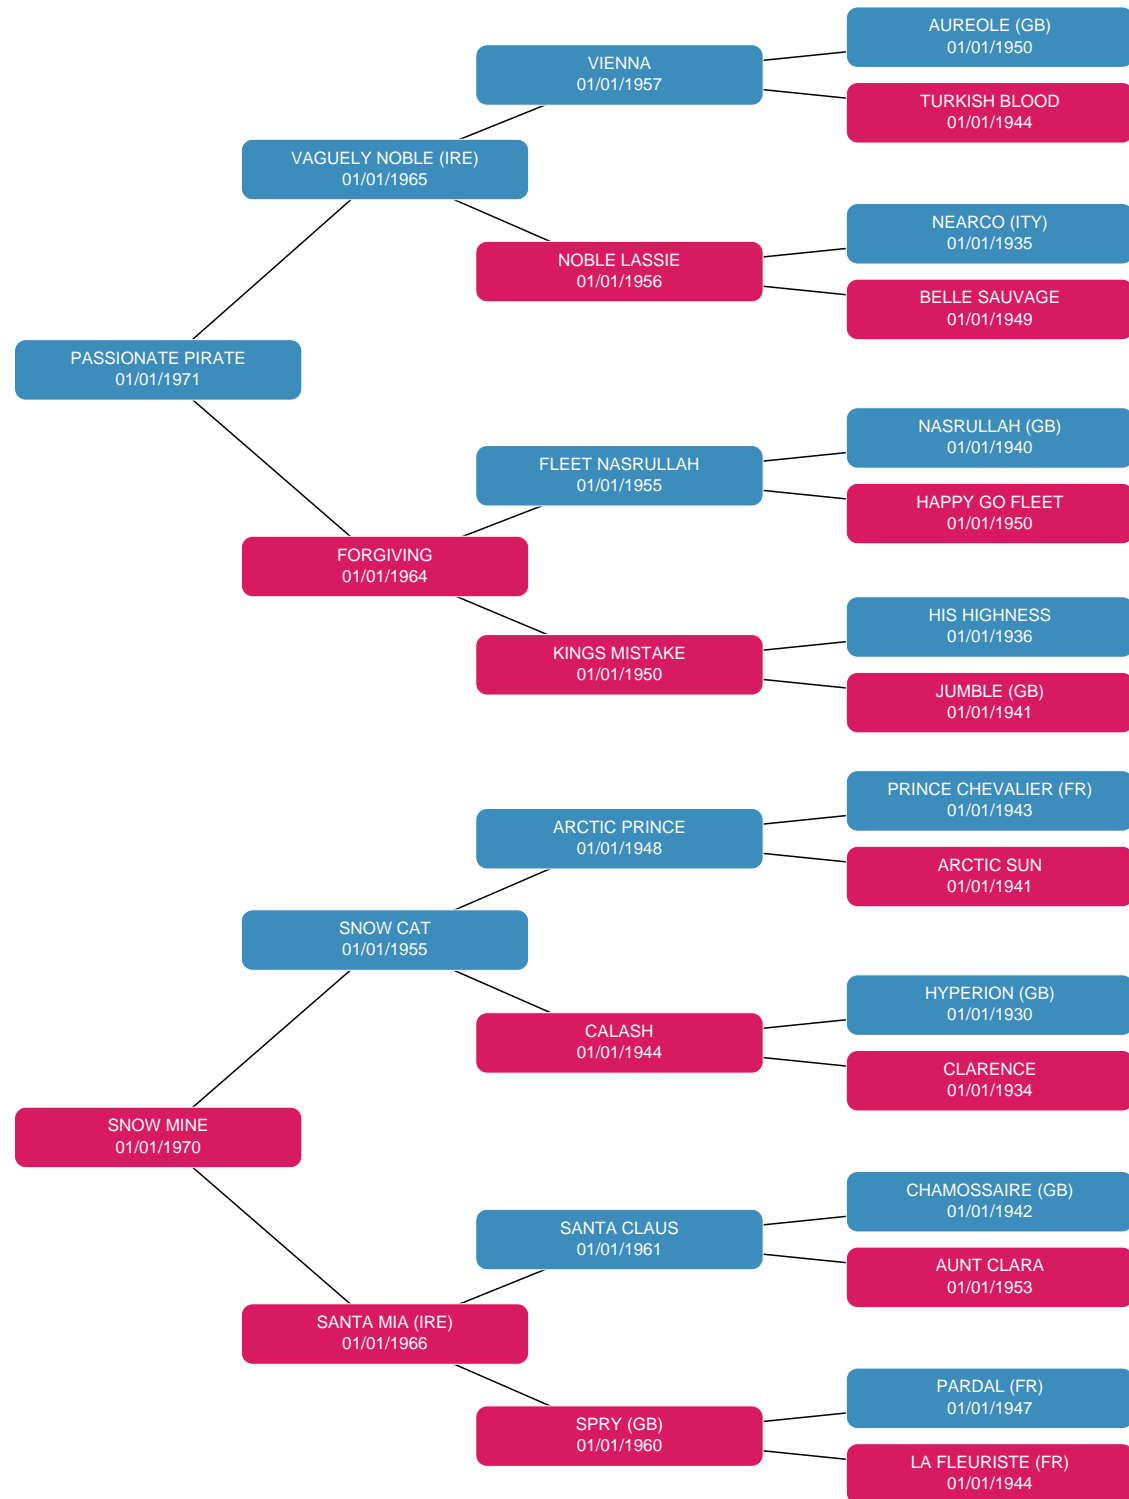 AUREOLE (GB)
01/01/1950
VIENNA
01/01/1957
TURKISH BLOOD
01/01/1944
VAGUELY NOBLE (IRE)
01/01/1965
NEARCO (ITY)
01/01/1935
NOBLE LASSIE
01/01/1956
BELLE SAUVAGE
01/01/1949
PASSIONATE PIRATE
01/01/1971
NASRULLAH (GB)
01/01/1940
FLEET NASRULLAH
01/01/1955
HAPPY GO FLEET
01/01/1950
FORGIVING
01/01/1964
HIS HIGHNESS
01/01/1936
KINGS MISTAKE
01/01/1950
JUMBLE (GB)
01/01/1941
PRINCE CHEVALIER (FR)
01/01/1943
ARCTIC PRINCE
01/01/1948
ARCTIC SUN
01/01/1941
SNOW CAT
01/01/1955
HYPERION (GB)
01/01/1930
CALASH
01/01/1944
CLARENCE
01/01/1934
SNOW MINE
01/01/1970
CHAMOSSAIRE (GB)
01/01/1942
SANTA CLAUS
01/01/1961
AUNT CLARA
01/01/1953
SANTA MIA (IRE)
01/01/1966
PARDAL (FR)
01/01/1947
SPRY (GB)
01/01/1960
LA FLEURISTE (FR)
01/01/1944